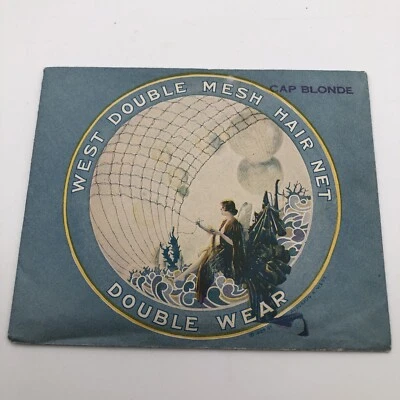 CAP BLONDE
WEST DOUBLE MESH HAIR NET
DOUBLE WEAR